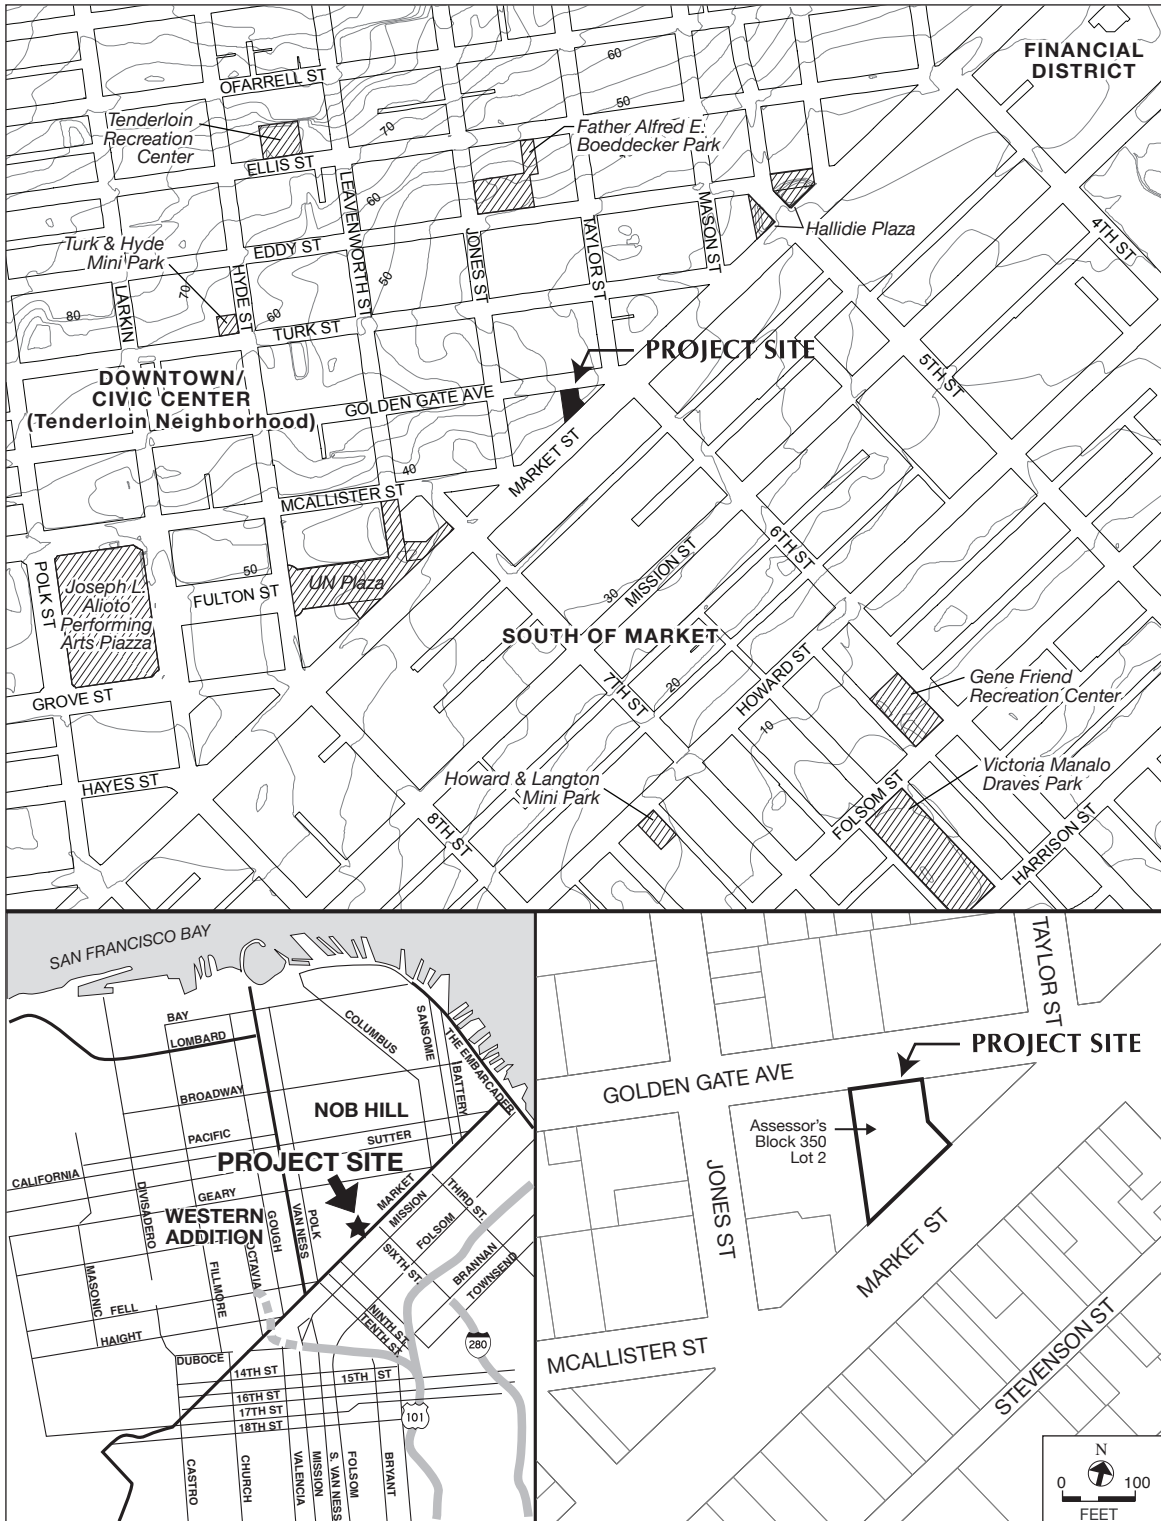 FINANCIAL
DISTRICT
60
OFARRELL ST
50
Tenderloin
Recreation
Center
70
Father Alfred E.
Boeddecker Park
ELLIS ST
LEAVENWORTH ST
60
MASON ST
4TH ST
Hallidie Plaza
TAYLOR ST
JONES ST
Turk & Hyde
Mini Park
EDDY ST
HYDE ST
50
70
LARKIN
80
60
TURK ST
PROJECT SITE
5TH ST
DOWNTOWN/
CIVIC CENTER
(Tenderloin Neighborhood)
GOLDEN GATE AVE
MARKET ST
40
MCALLISTER ST
6TH ST
MISSION ST
30
POLK ST
50
Joseph L.
Alioto
Performing
Arts Piazza
FULTON ST
UN Plaza
SOUTH OF MARKET
HOWARD ST
7TH ST
20
10
Gene Friend
Recreation Center
GROVE ST
HAYES ST
Howard & Langton
Mini Park
Victoria Manalo
Draves Park
FOLSOM ST
HARRISON ST
8TH ST
SAN FRANCISCO BAY
BAY
LOMBARD
COLUMBUS
SANSOME
THE EMBARCADER
BATTERY
BROADWAY
NOB HILL
PACIFIC
SUTTER
CALIFORNIA
PROJECT SITE
GEARY
DIVISADERO
WESTERN
ADDITION
GOUGH
VAN NESS
POLK
MARKET
MISSION
THIRD ST.
FOLSOM
SIXTH ST.
BRANNAN
TOWNSEND
MASONIC
FILLMORE
OCTAVIA
FELL
HAIGHT
NINTH ST.
TENTH ST.
280
DUBOCE
14TH ST
15TH ST
16TH ST
17TH ST
18TH ST
101
CASTRO
CHURCH
VALENCIA
MISSION
S. VAN NESS
FOLSOM
BRYANT
TAYLOR ST
PROJECT SITE
GOLDEN GATE AVE
Assessor's
Block 350
Lot 2
JONES ST
MARKET ST
MCALLISTER ST
STEVENSON ST
N
0 100
FEET